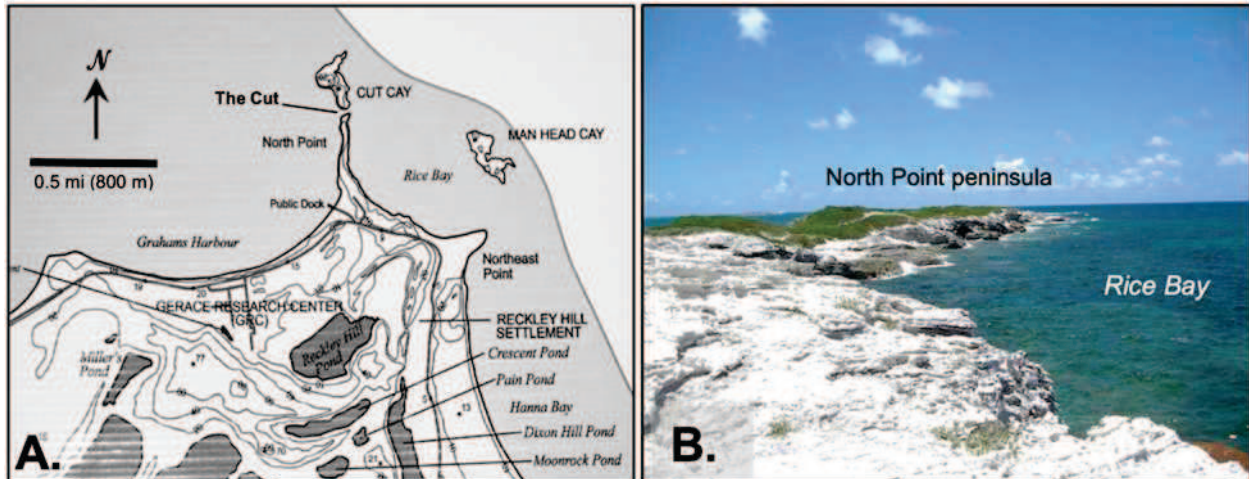 N
The Cut
CUT CAY
North Point
MAN HEAD CAY
0.5 mi (800 m)
Rice Bay
Public Dock
Grahams Harbour
Northeast
Point
GERACE RESEARCH CENTER
(GRC)
RECKLEY HILL
SETTLEMENT
Reckley Hill
Pond
Crescent Pond
Miller's
Pond
Pain Pond
Hanna Bay
Dixon Hill Pond
Moonrock Pond
A.
North Point peninsula
Rice Bay
B.